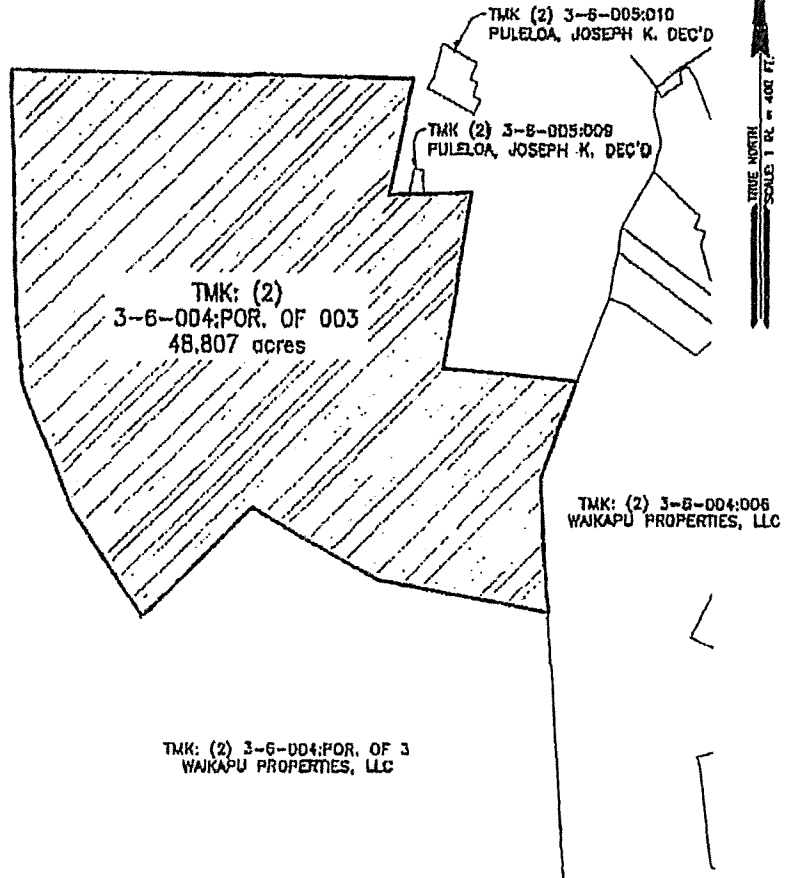 TMK (2) 3-6-005:010
PULELOA, JOSEPH K. DEC'D
TMK (2) 3-6-005:009
PULELOA, JOSEPH K. DEC'D
TRUE NORTH
SCALE: 1 IN. = 400 FT.
TMK: (2)
3-6-004:POR. OF 003
48,807 acres
TMK: (2) 3-6-004:006
WAIKAPU PROPERTIES, LLC
TMK: (2) 3-6-004:POR. OF 3
WAIKAPU PROPERTIES, LLC